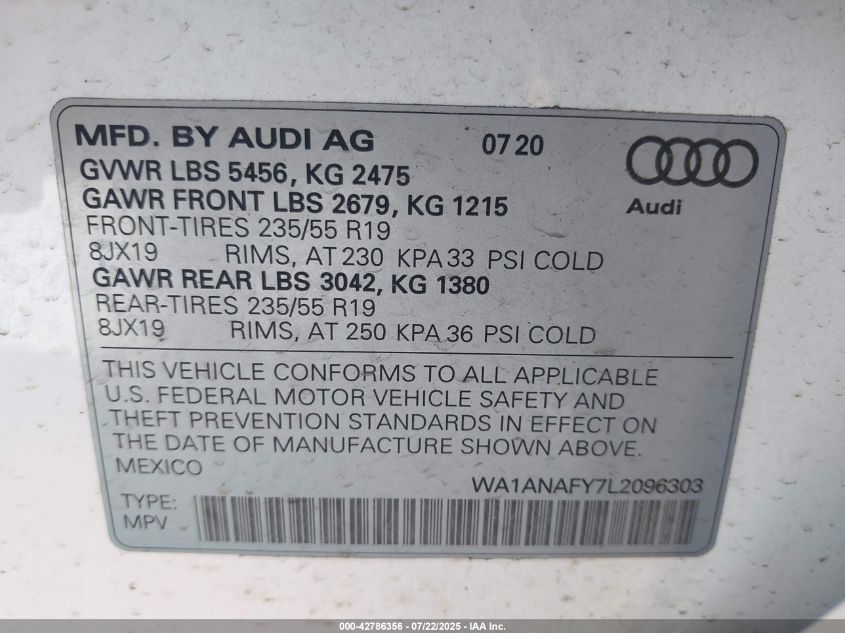 MFD. BY AUDI AG 07 20
GVWR LBS 5456, KG 2475
GAWR FRONT LBS 2679, KG 1215
Audi
FRONT-TIRES 235/55 R19
8JX19 RIMS, AT 230 KPA 33 PSI COLD
GAWR REAR LBS 3042, KG 1380
REAR-TIRES 235/55 R19
8JX19 RIMS, AT 250 KPA 36 PSI COLD
THIS VEHICLE CONFORMS TO ALL APPLICABLE
U.S. FEDERAL MOTOR VEHICLE SAFETY AND
THEFT PREVENTION STANDARDS IN EFFECT ON
THE DATE OF MANUFACTURE SHOWN ABOVE.
MEXICO
WA1ANAFY7L2096303
TYPE:
MPV
000-42786356 - 07/22/2025 - IAA Inc.